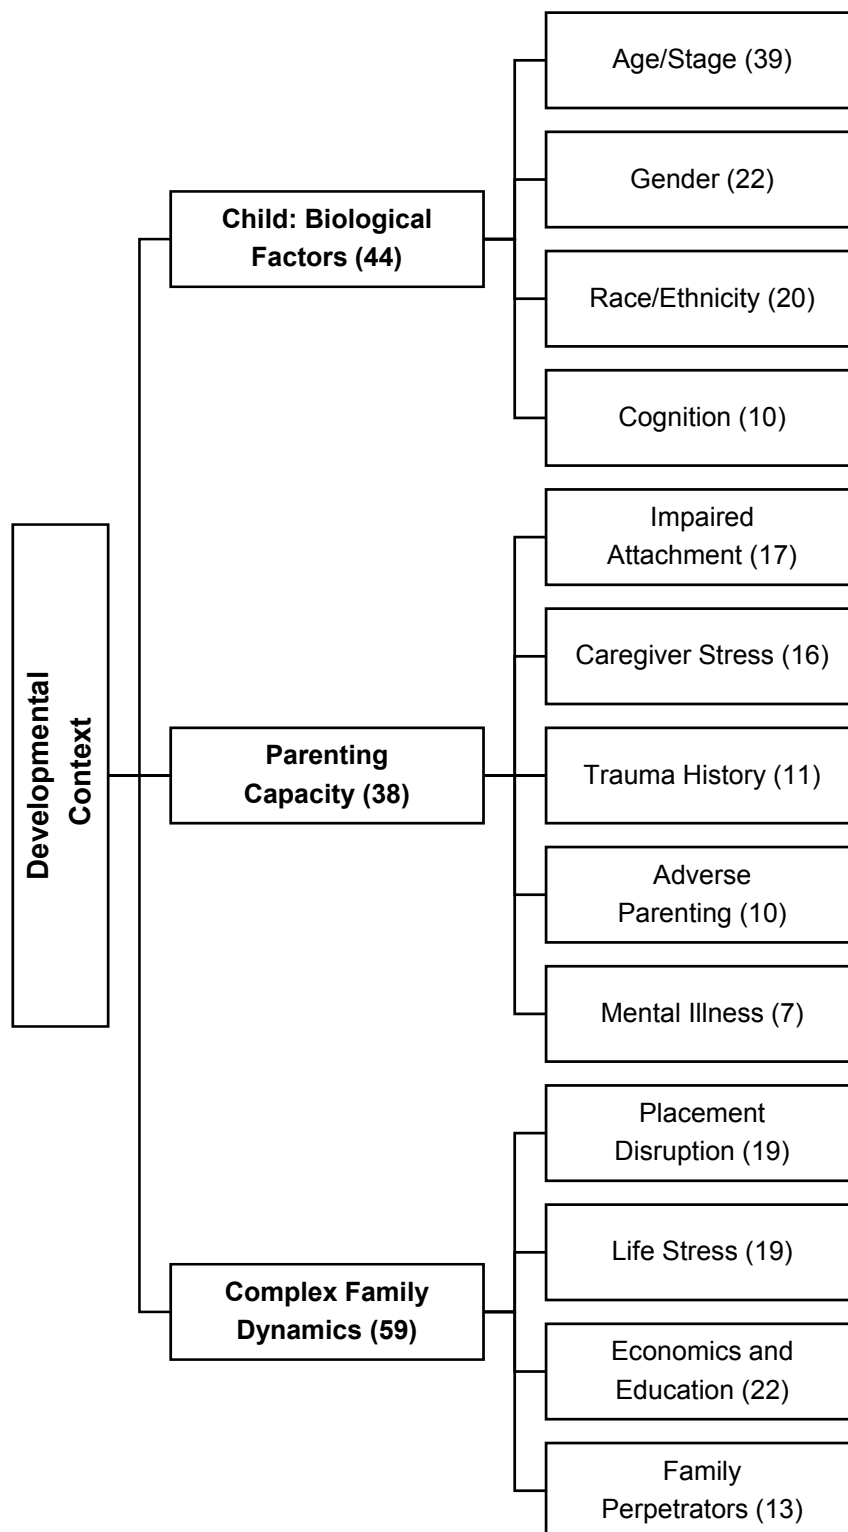 Developmental
Context
Child: Biological
Factors (44)
Age/Stage (39)
Gender (22)
Race/Ethnicity (20)
Cognition (10)
Parenting
Capacity (38)
Impaired
Attachment (17)
Caregiver Stress (16)
Trauma History (11)
Adverse
Parenting (10)
Mental Illness (7)
Complex Family
Dynamics (59)
Placement
Disruption (19)
Life Stress (19)
Economics and
Education (22)
Family
Perpetrators (13)